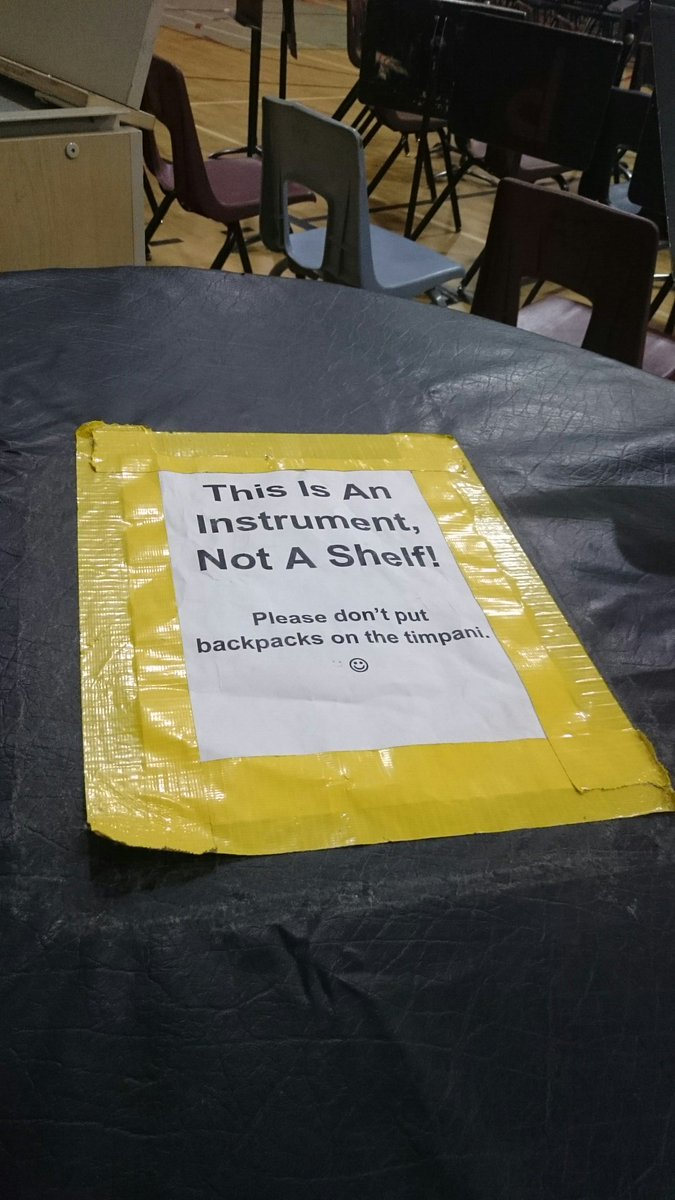 This Is An
Instrument,
Not A Shelf!
Please don't put
backpacks on the timpani.
☺